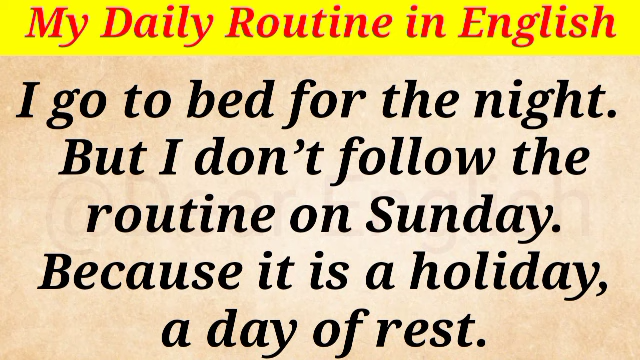 My Daily Routine in English
I go to bed for the night.
But I don’t follow the
routine on Sunday.
Because it is a holiday,
a day of rest.